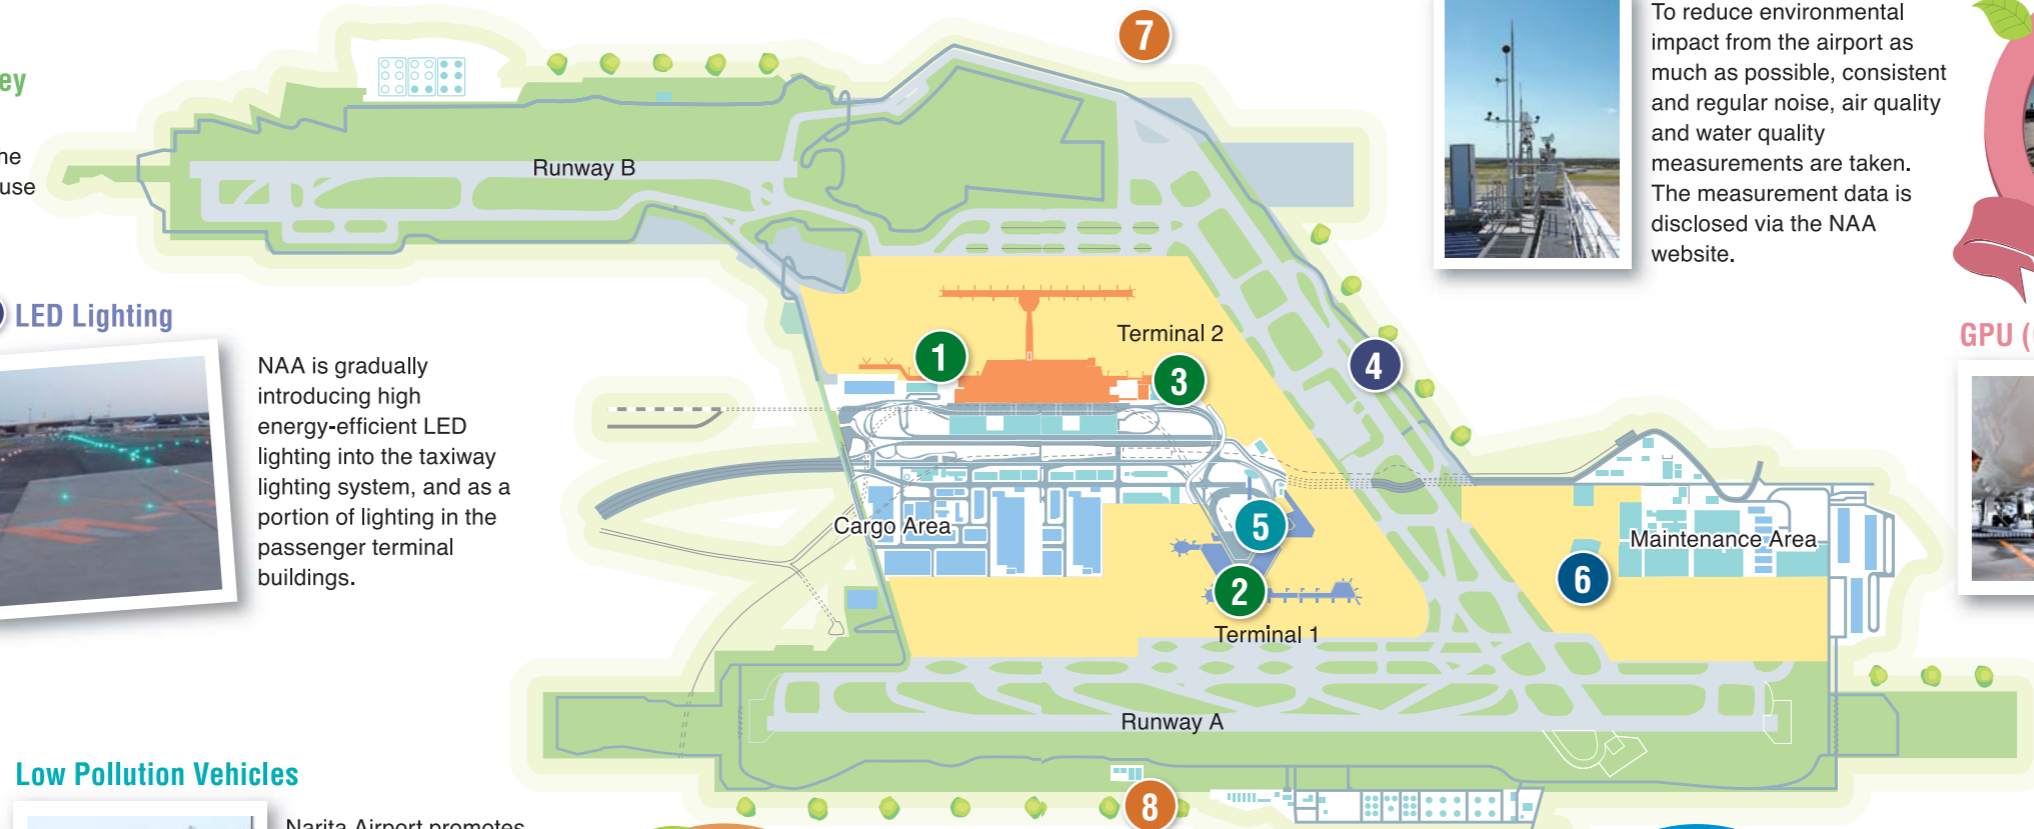 ey
he
use
LED Lighting
NAA is gradually
introducing high
energy-efficient LED
lighting into the taxiway
lighting system, and as a
portion of lighting in the
passenger terminal
buildings.
Low Pollution Vehicles
Narita Airport promotes
7
Runway B
Terminal 2
1
3
4
Cargo Area
5
Maintenance Area
6
2
Terminal 1
Runway A
8
To reduce environmental
impact from the airport as
much as possible, consistent
and regular noise, air quality
and water quality
measurements are taken.
The measurement data is
disclosed via the NAA
website.
GPU (